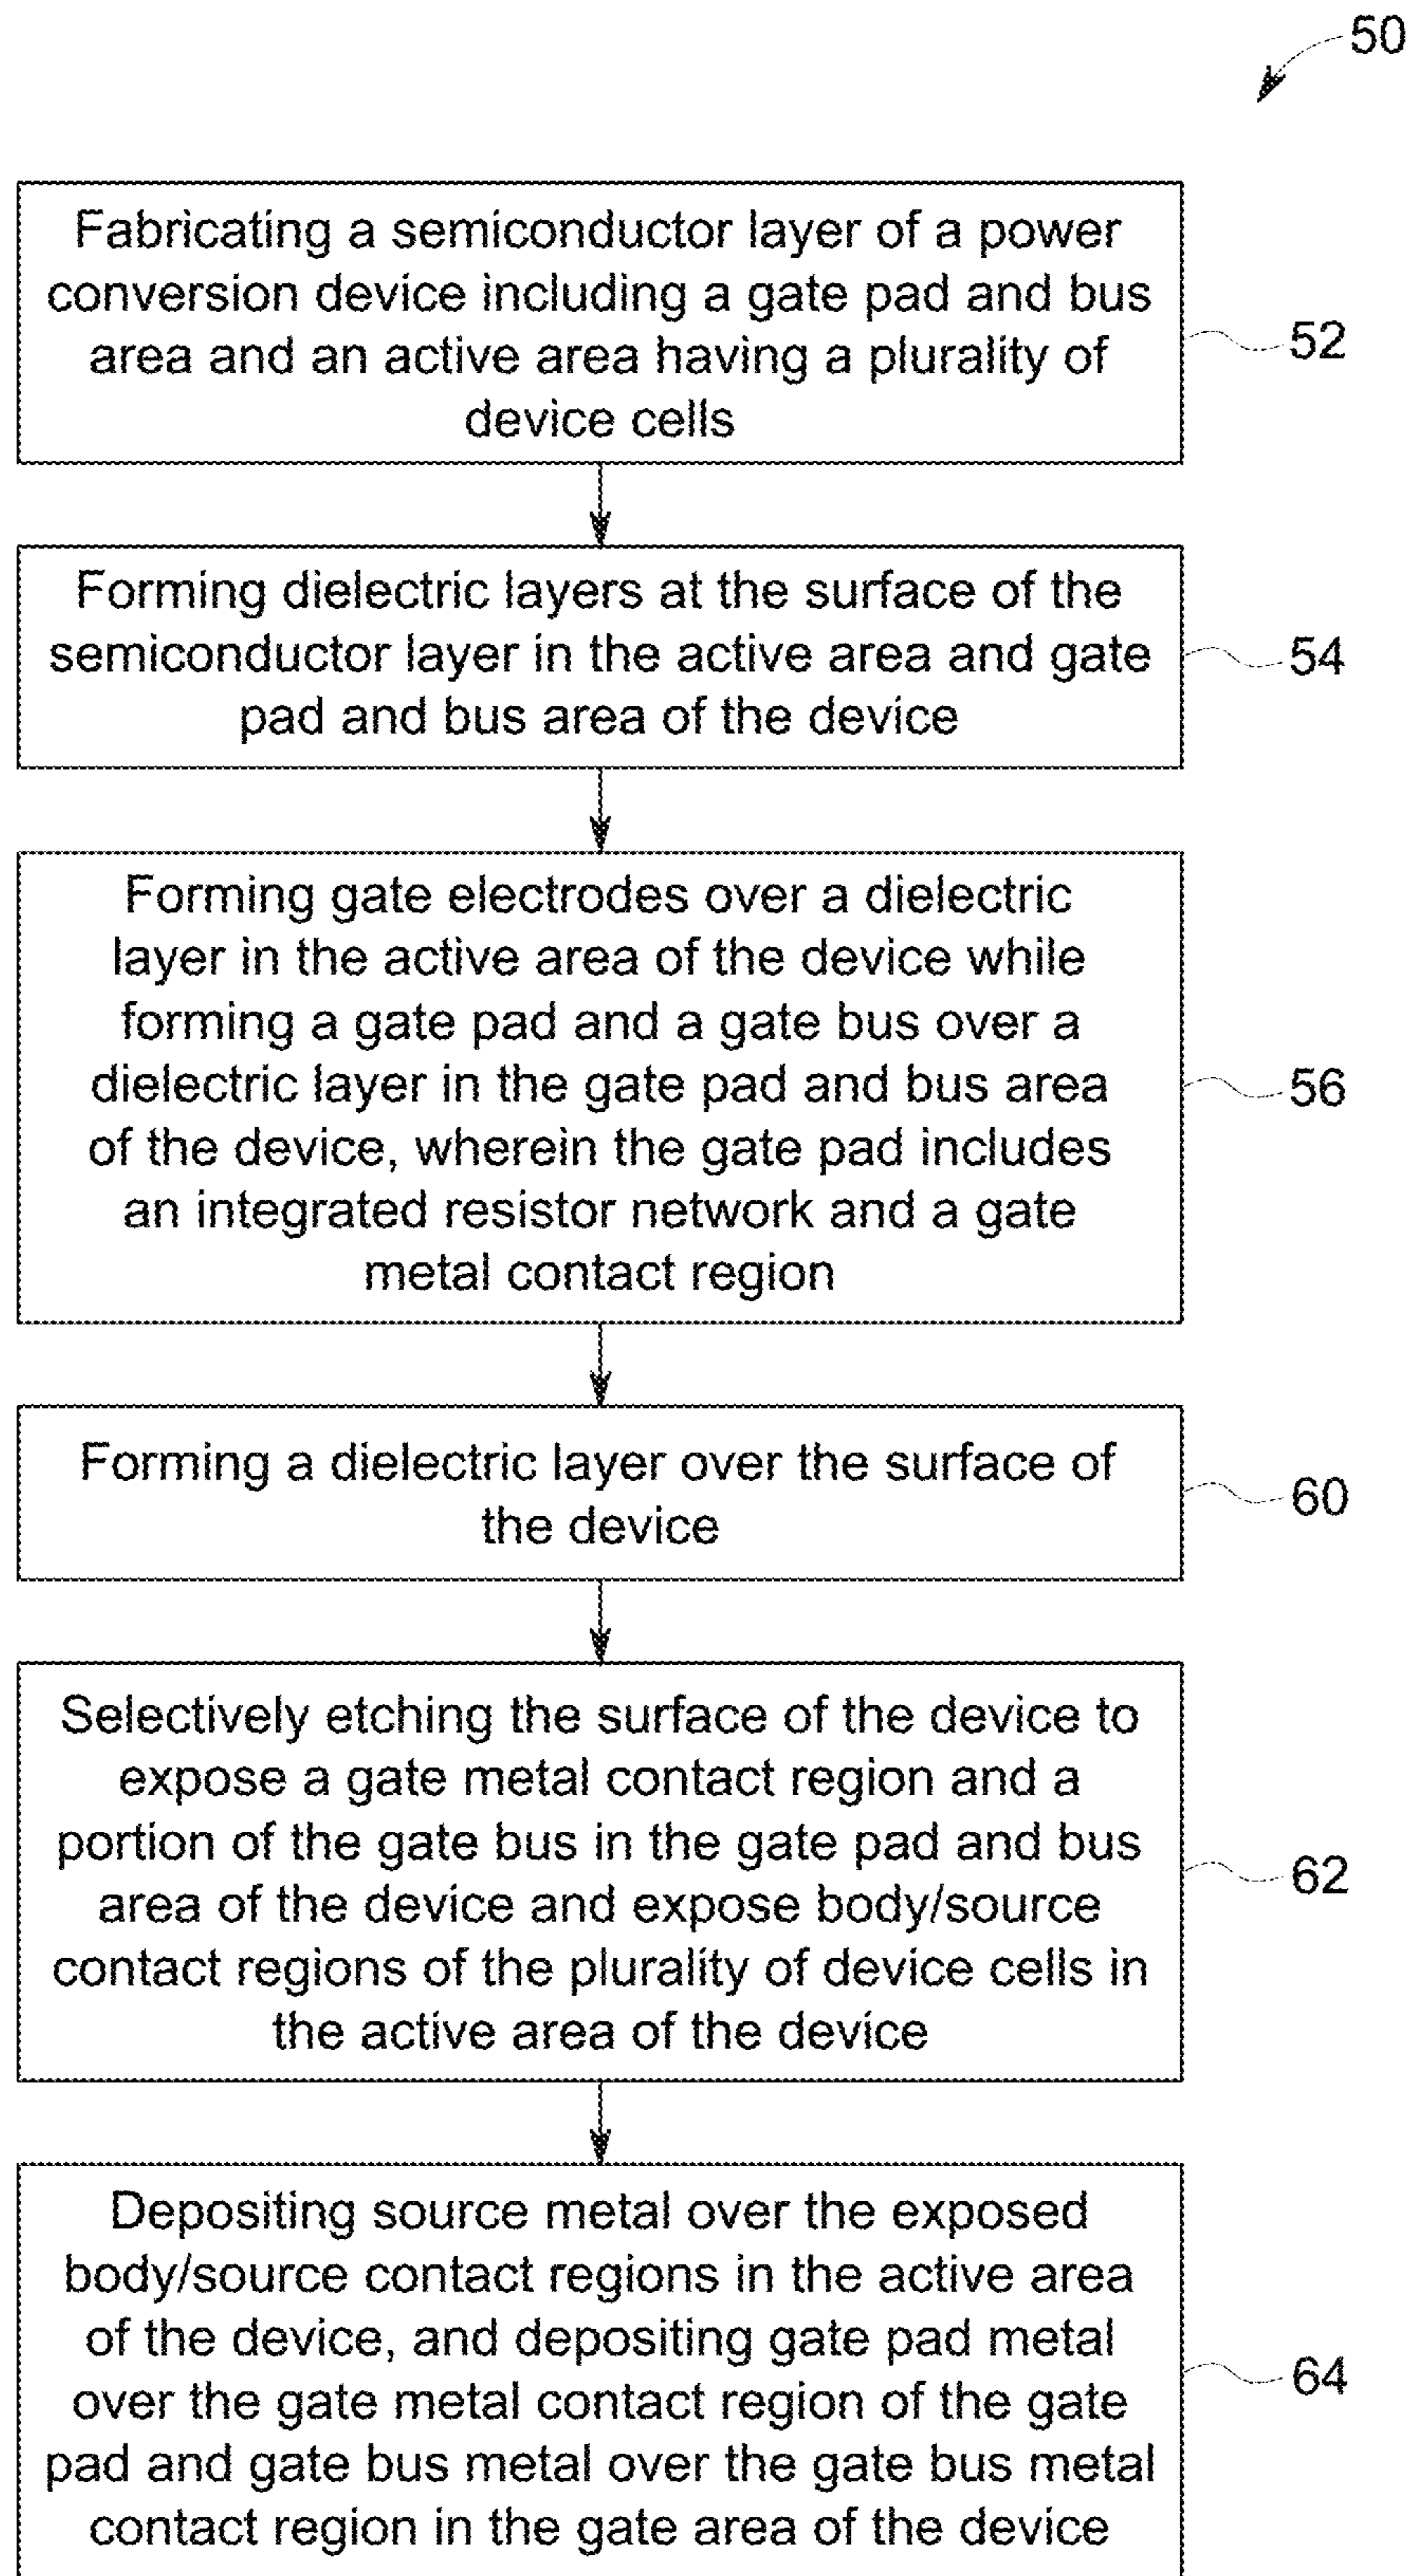 50
Fabricating a semiconductor layer of a power
conversion device including a gate pad and bus
area and an active area having a plurality of
device cells
52
Forming dielectric layers at the surface of the
semiconductor layer in the active area and gate
pad and bus area of the device
54
Forming gate electrodes over a dielectric
layer in the active area of the device while
forming a gate pad and a gate bus over a
dielectric layer in the gate pad and bus area
of the device, wherein the gate pad includes
an integrated resistor network and a gate
metal contact region
56
Forming a dielectric layer over the surface of
the device
60
Selectively etching the surface of the device to
expose a gate metal contact region and a
portion of the gate bus in the gate pad and bus
area of the device and expose body/source
contact regions of the plurality of device cells in
the active area of the device
62
Depositing source metal over the exposed
body/source contact regions in the active area
of the device, and depositing gate pad metal
over the gate metal contact region of the gate
pad and gate bus metal over the gate bus metal
contact region in the gate area of the device
64